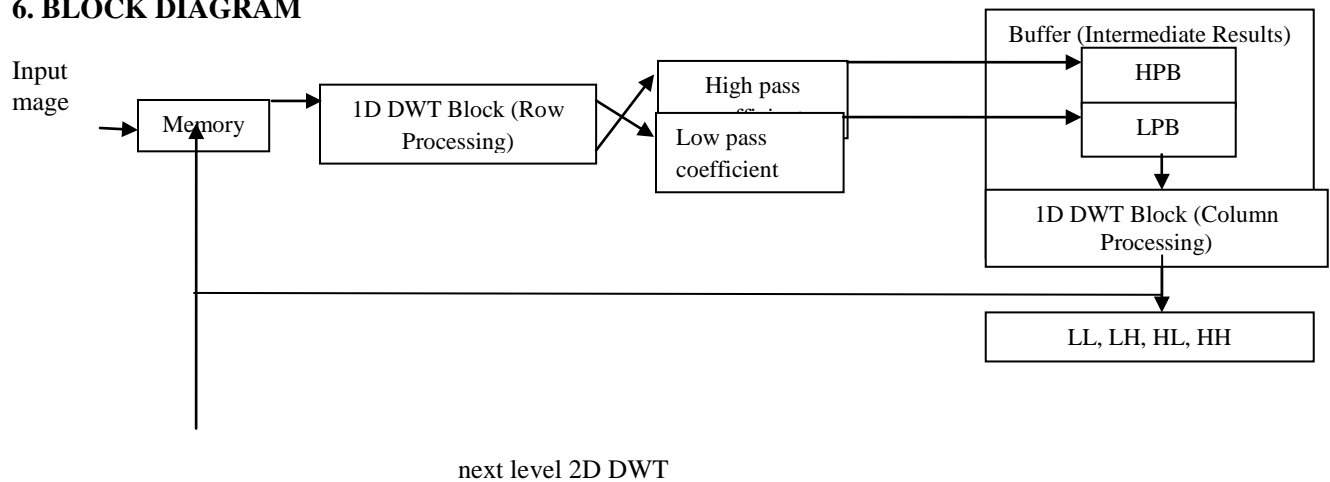 6. BLOCK DIAGRAM
Input
mage
Memory
1D DWT Block (Row
Processing)
High pass
Low pass
coefficient
Buffer (Intermediate Results)
HPB
LPB
1D DWT Block (Column
Processing)
LL, LH, HL, HH
next level 2D DWT